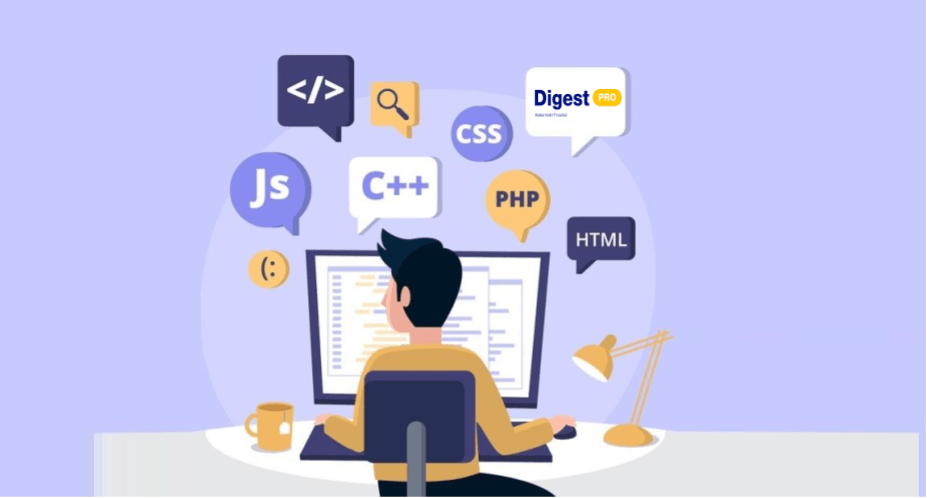 </>
Digest PRO
CSS
Js
C++
PHP
HTML
(: